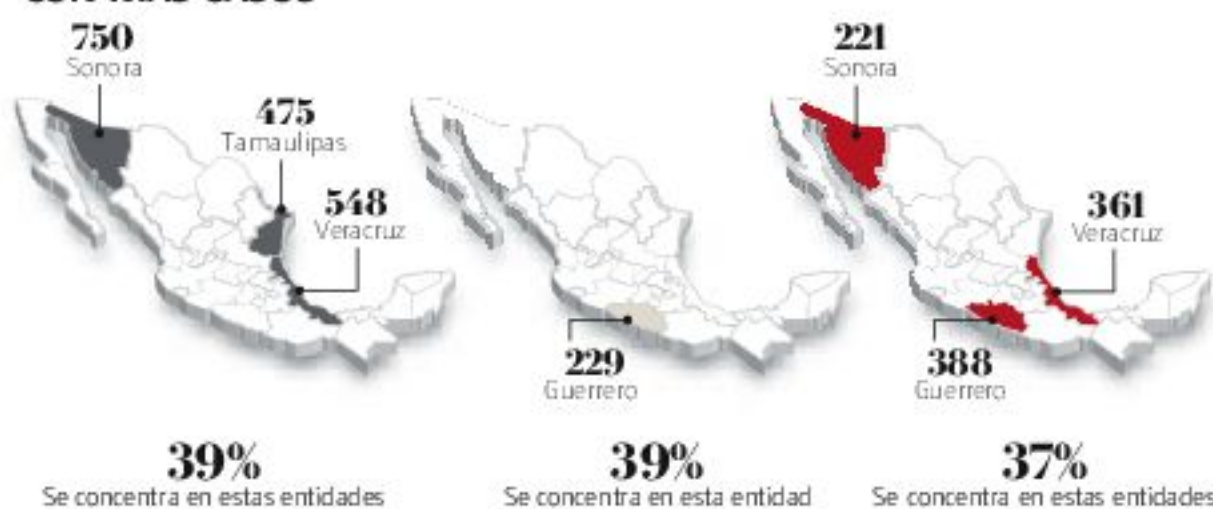 750
Sonora
475
Tamaulipas
548
Veracruz
229
Guerrero
221
Sonora
361
Veracruz
388
Guerrero
39%
Se concentra en estas entidades
39%
Se concentra en esta entidad
37%
Se concentra en estas entidades